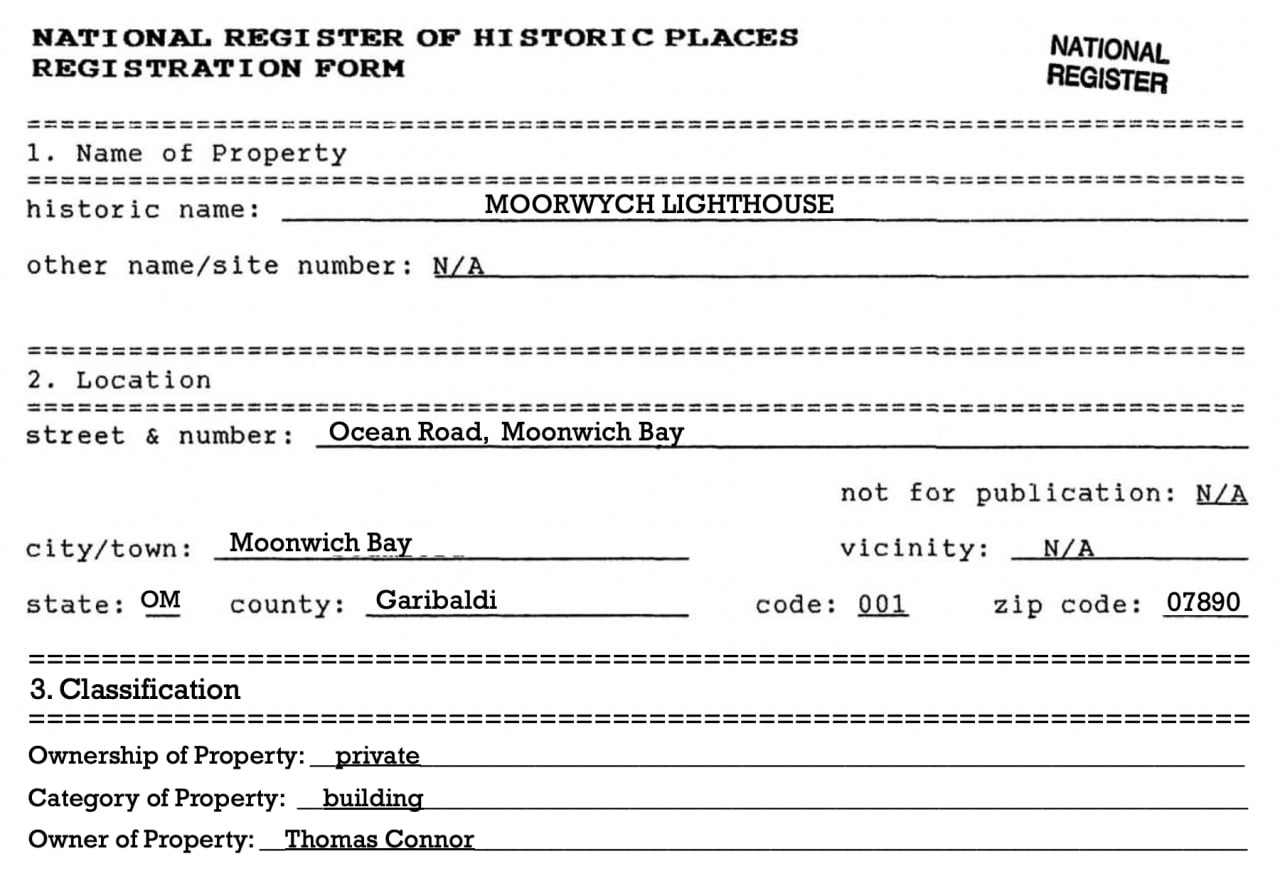 NATIONAL REGISTER OF HISTORIC PLACES
REGISTRATION FORM
NATIONAL
REGISTER
1. Name of Property
historic name: MOORWYCH LIGHTHOUSE
other name/site number: N/A
2. Location
street & number: Ocean Road, Moonwich Bay
not for publication: N/A
city/town: Moonwich Bay vicinity: N/A
state: OM county: Garibaldi code: 001 zip code: 07890
3. Classification
Ownership of Property: private
Category of Property: building
Owner of Property: Thomas Connor